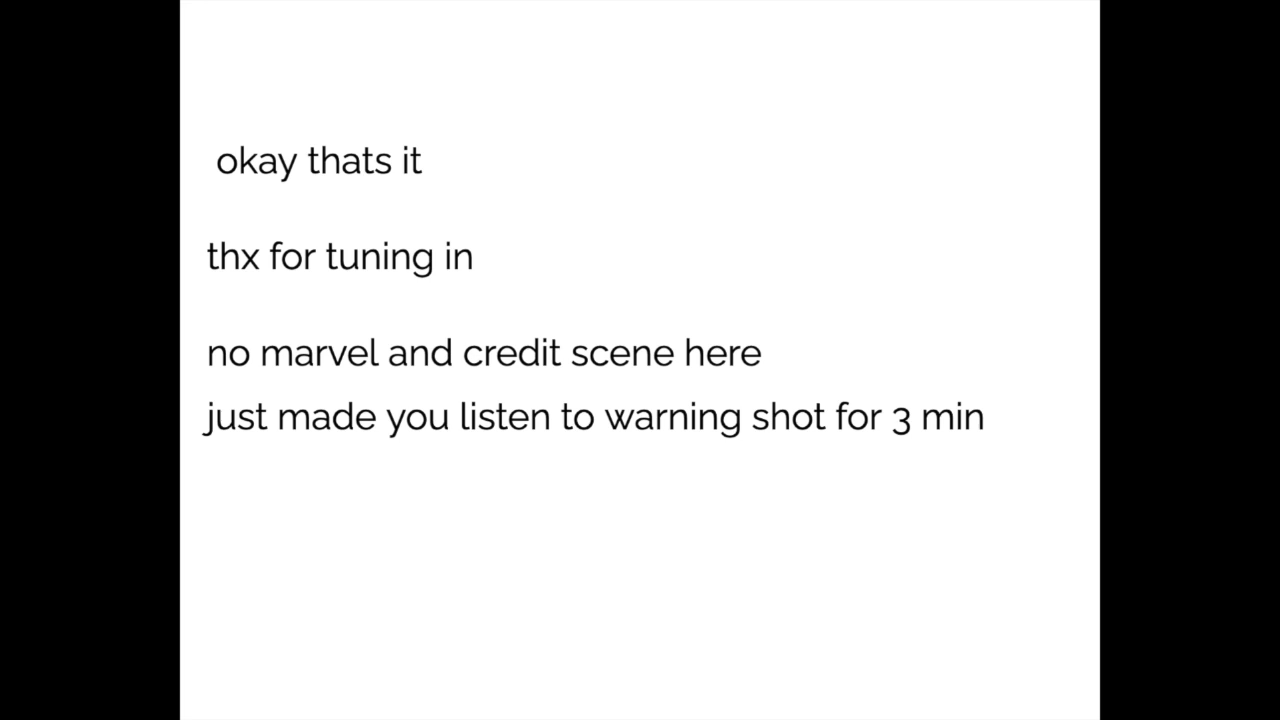 okay thats it
thx for tuning in
no marvel and credit scene here
just made you listen to warning shot for 3 min